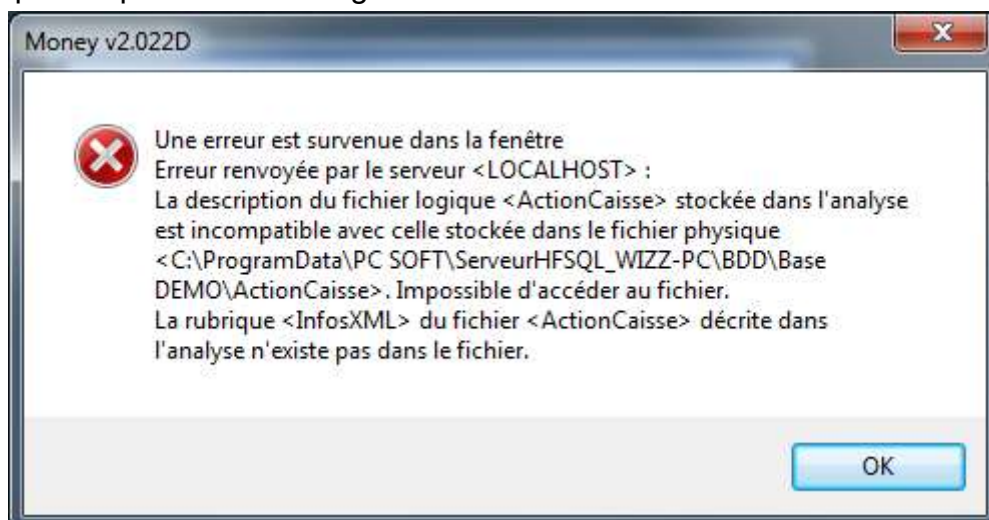 Money v2.022D
Une erreur est survenue dans la fenêtre
Erreur renvoyée par le serveur <LOCALHOST> :
La description du fichier logique <ActionCaisse> stockée dans l'analyse
est incompatible avec celle stockée dans le fichier physique
<C:\ProgramData\PC SOFT\ServeurHFSQL_WIZZ-PC\BDD\Base
DEMO\ActionCaisse>. Impossible d'accéder au fichier.
La rubrique <InfosXML> du fichier <ActionCaisse> décrite dans
l'analyse n'existe pas dans le fichier.
OK